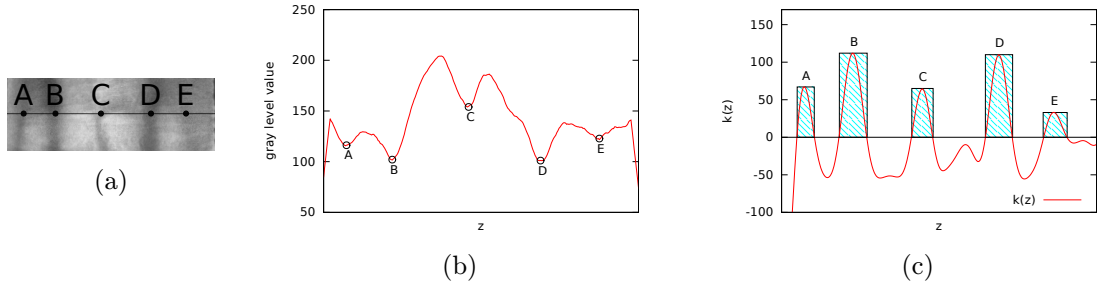 A B C D E
(a)
250
200
150
100
50
gray level value
A
B
C
D
E
z
(b)
150
100
50
0
-50
-100
k(z)
A
B
C
D
E
k(z)
z
(c)